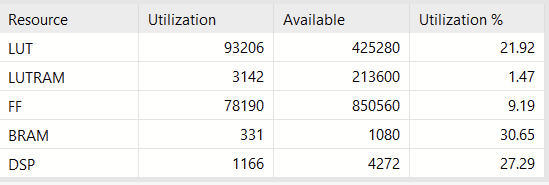 Resource Utilization Available Utilization %
LUT 93206 425280 21.92
LUTRAM 3142 213600 1.47
FF 78190 850560 9.19
BRAM 331 1080 30.65
DSP 1166 4272 27.29